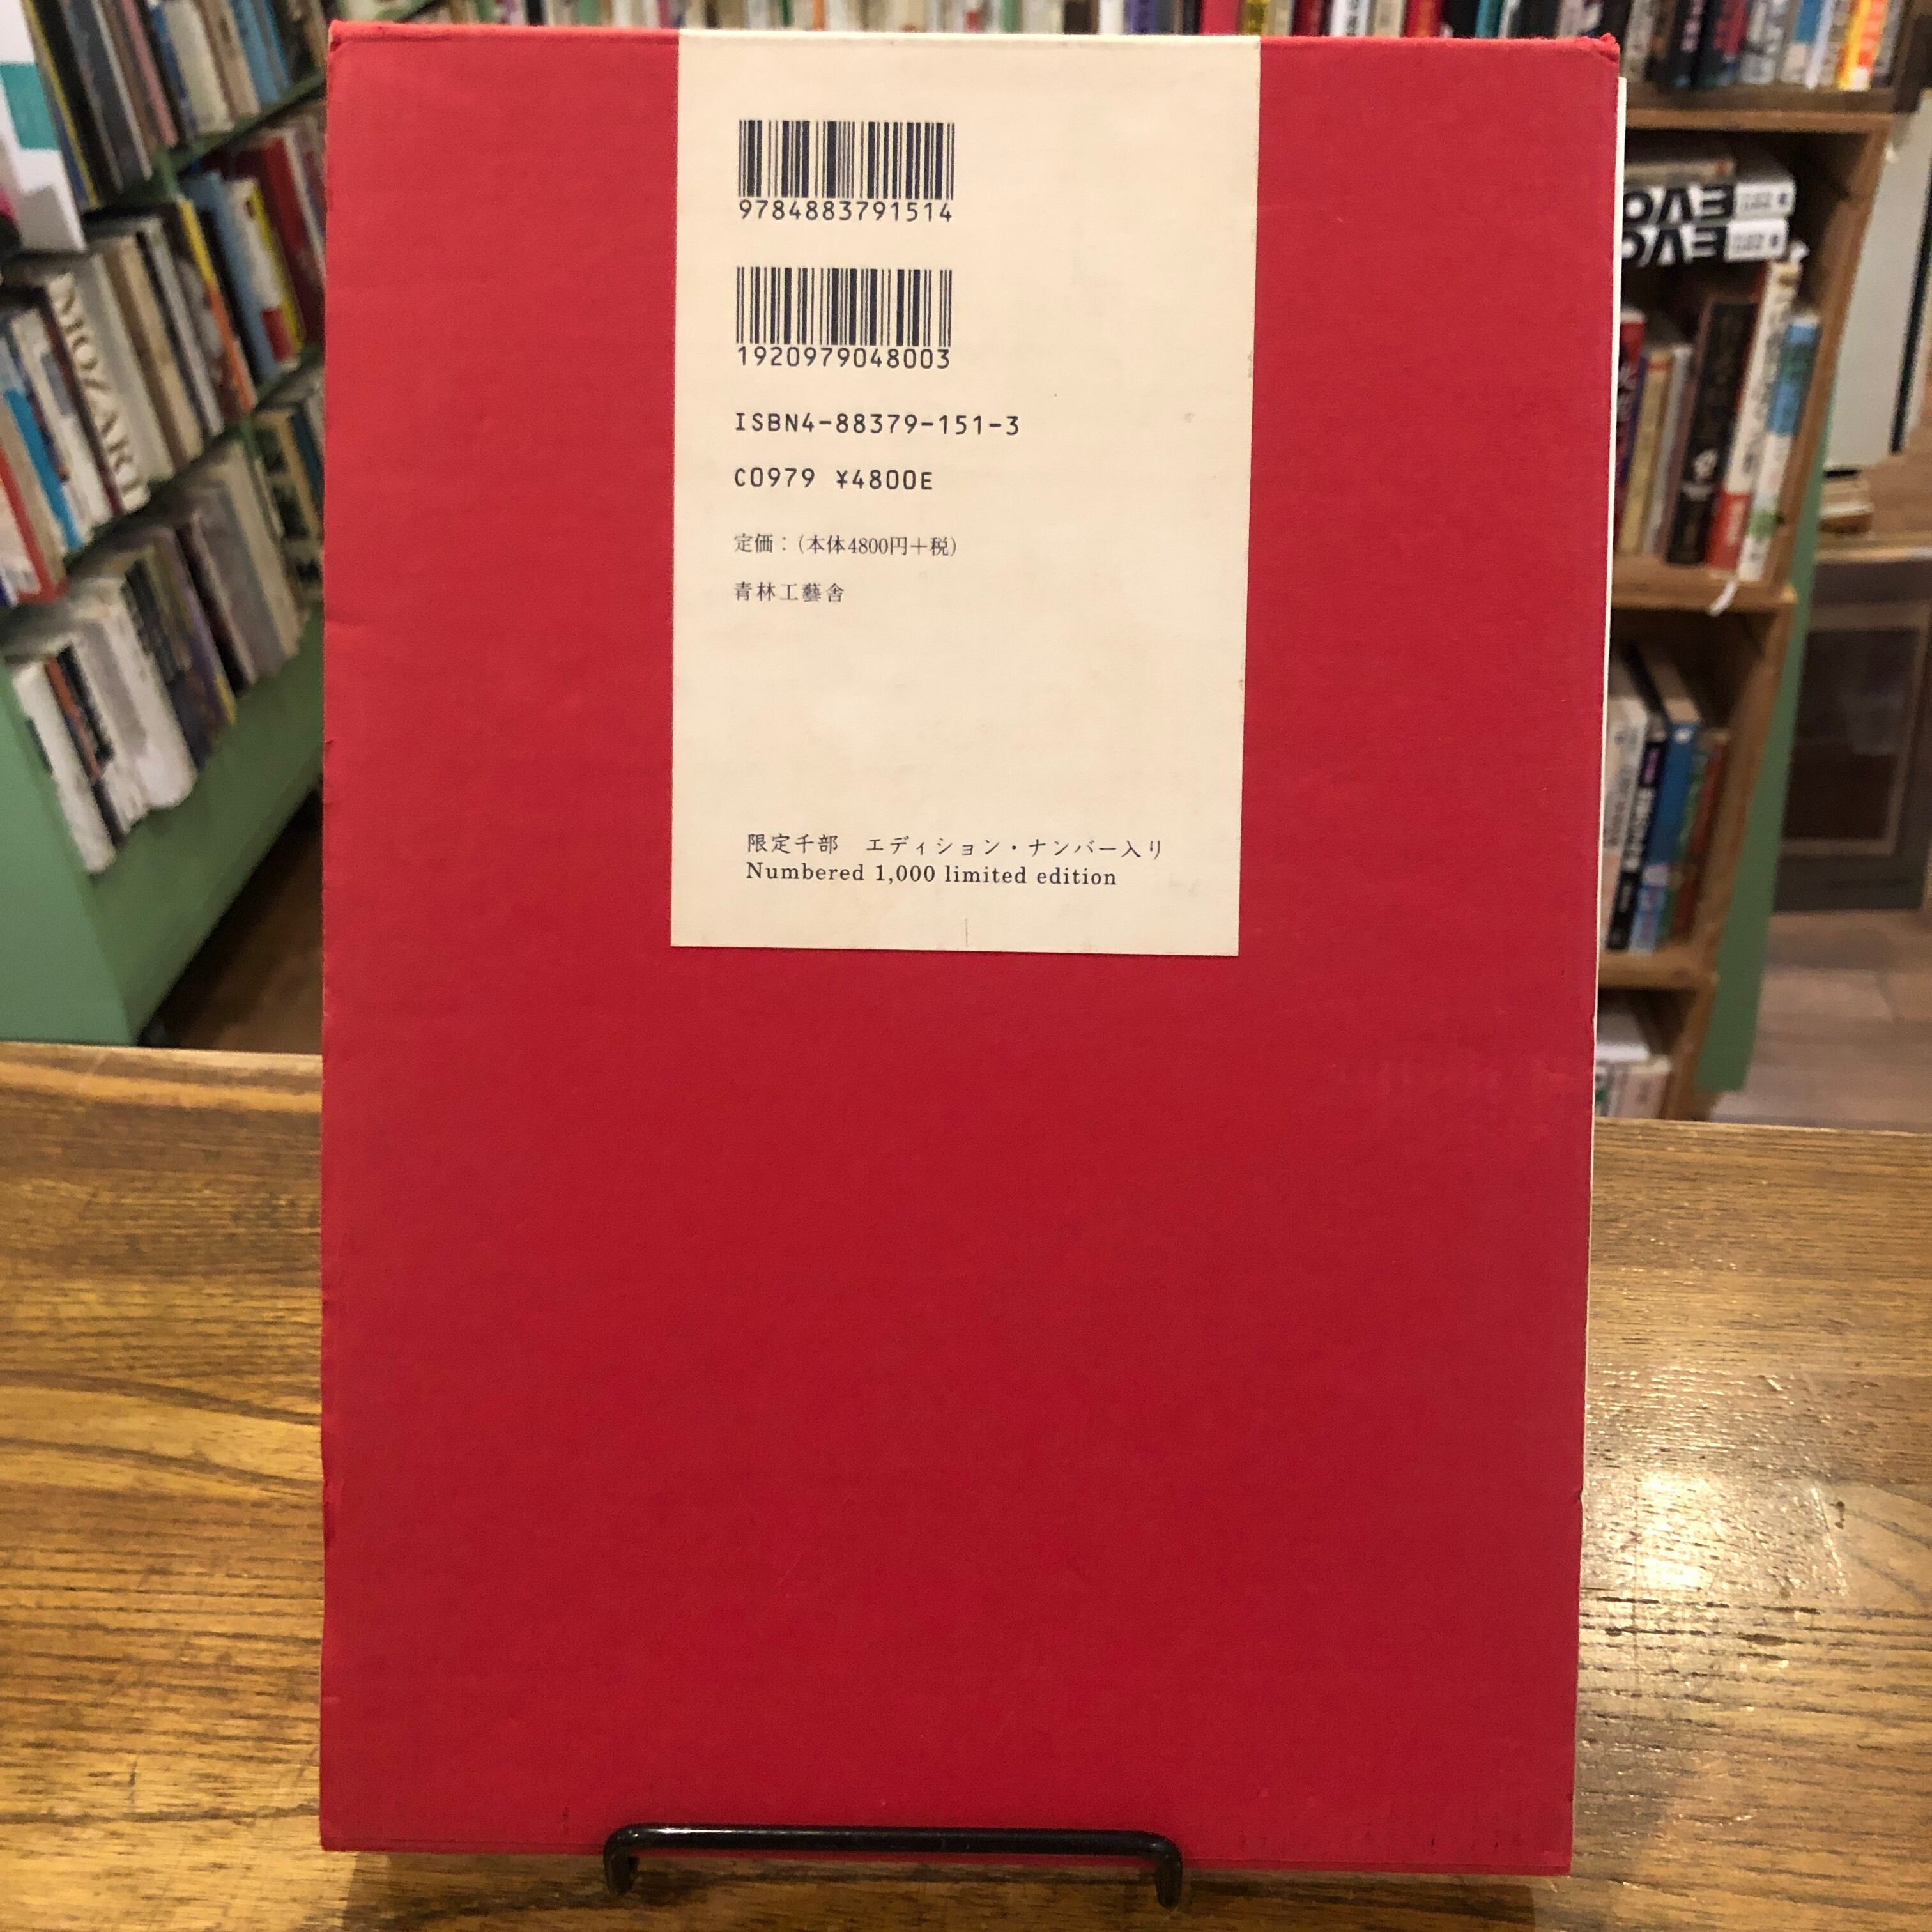 9784883791514
1920979048003
ISBN4-88379-151-3
C0979 ¥4800E
定価：（本体4800円＋税）
青林工藝舎
限定千部　エディション・ナンバー入り
Numbered 1,000 limited edition
MOZART